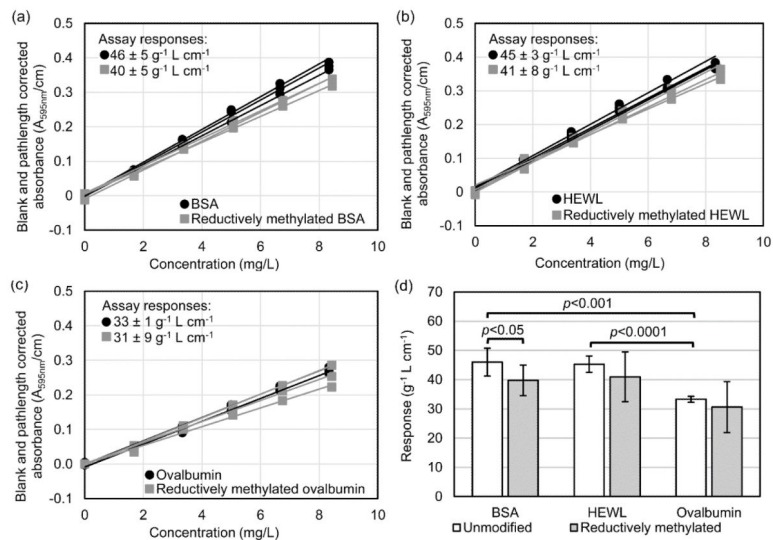 (a)
Assay responses:
46 ± 5 g⁻¹ L cm⁻¹
40 ± 5 g⁻¹ L cm⁻¹
Blank and pathlength corrected
absorbance (A₅₉₅ₙₘ/cm)
0.5
0.4
0.3
0.2
0.1
0.0
-0.1
BSA
Reductively methylated BSA
0 2 4 6 8 10
Concentration (mg/L)
(b)
Assay responses:
45 ± 3 g⁻¹ L cm⁻¹
41 ± 8 g⁻¹ L cm⁻¹
Blank and pathlength corrected
absorbance (A₅₉₅ₙₘ/cm)
0.5
0.4
0.3
0.2
0.1
0
-0.1
HEWL
Reductively methylated HEWL
0 2 4 6 8 10
Concentration (mg/L)
(c)
Assay responses:
33 ± 1 g⁻¹ L cm⁻¹
31 ± 9 g⁻¹ L cm⁻¹
Blank and pathlength corrected
absorbance (A₅₉₅ₙₘ/cm)
0.5
0.4
0.3
0.2
0.1
0.0
-0.1
Ovalbumin
Reductively methylated ovalbumin
0 2 4 6 8 10
Concentration (mg/L)
(d)
Response (g⁻¹ L cm⁻¹)
70
60
50
40
30
20
10
0
p<0.001
p<0.05
p<0.0001
BSA HEWL Ovalbumin
Unmodified Reductively methylated